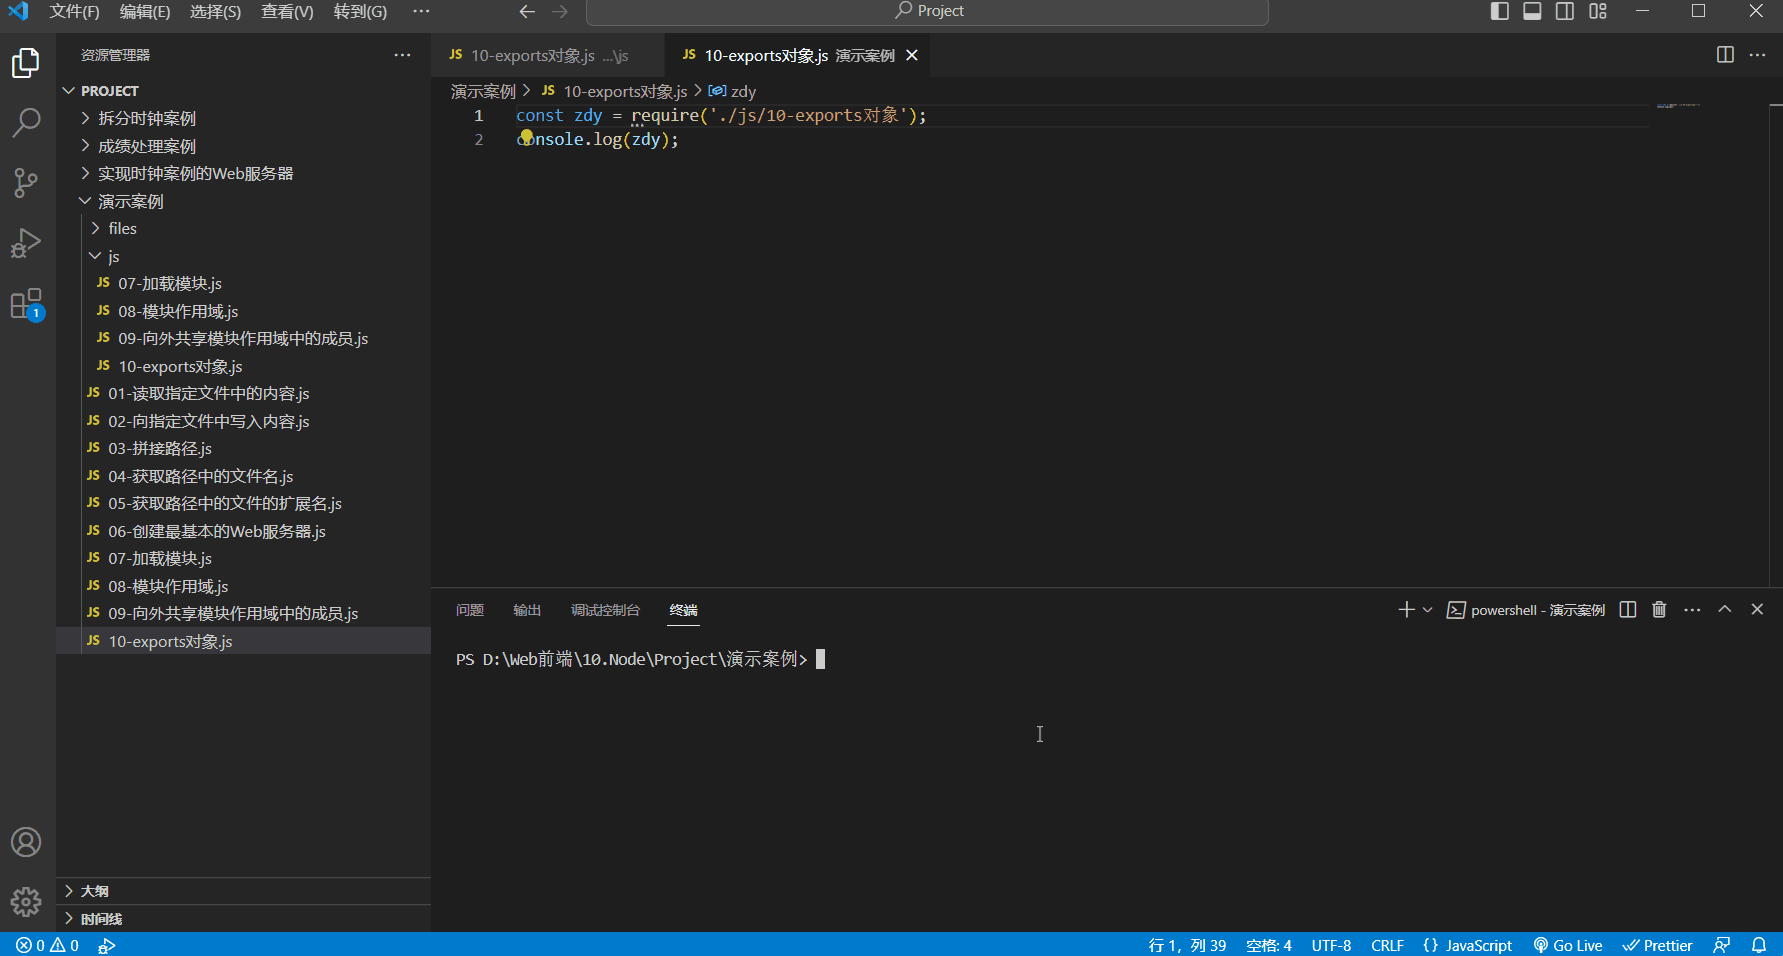 文件(F) 编辑(E) 选择(S) 查看(V) 转到(G) ··· Project
资源管理器 ···
PROJECT
拆分时钟案例
成绩处理案例
实现时钟案例的Web服务器
演示案例
files
js
JS 07-加载模块.js
JS 08-模块作用域.js
JS 09-向外共享模块作用域中的成员.js
JS 10-exports对象.js
JS 01-读取指定文件中的内容.js
JS 02-向指定文件中写入内容.js
JS 03-拼接路径.js
JS 04-获取路径中的文件名.js
JS 05-获取路径中的文件的扩展名.js
JS 06-创建最基本的Web服务器.js
JS 07-加载模块.js
JS 08-模块作用域.js
JS 09-向外共享模块作用域中的成员.js
JS 10-exports对象.js
大纲
时间线
1
JS 10-exports对象.js ...\js JS 10-exports对象.js 演示案例
演示案例 > JS 10-exports对象.js > zdy
1 const zdy = require('./js/10-exports对象');
2 console.log(zdy);
问题 输出 调试控制台 终端 powershell - 演示案例
PS D:\Web前端\10.Node\Project\演示案例>
0 0 行 1，列 39 空格: 4 UTF-8 CRLF {} JavaScript Go Live Prettier